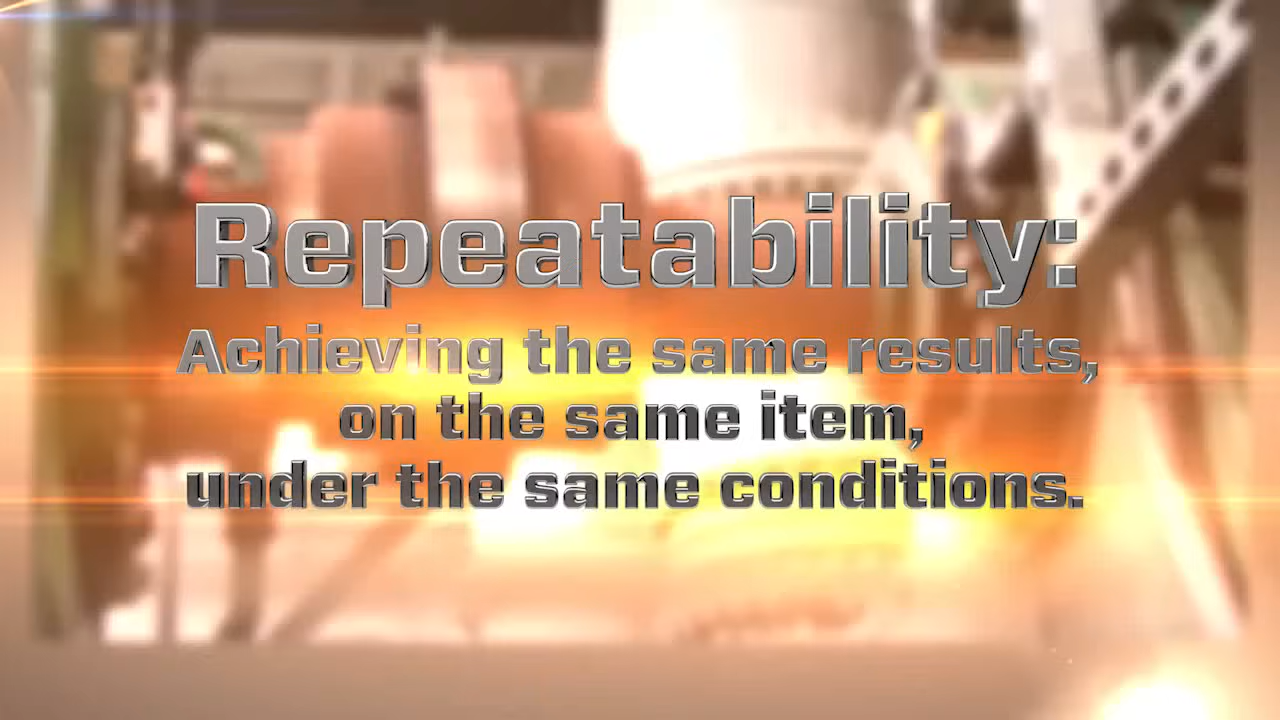 Repeatability:
Achieving the same results,
on the same item,
under the same conditions.